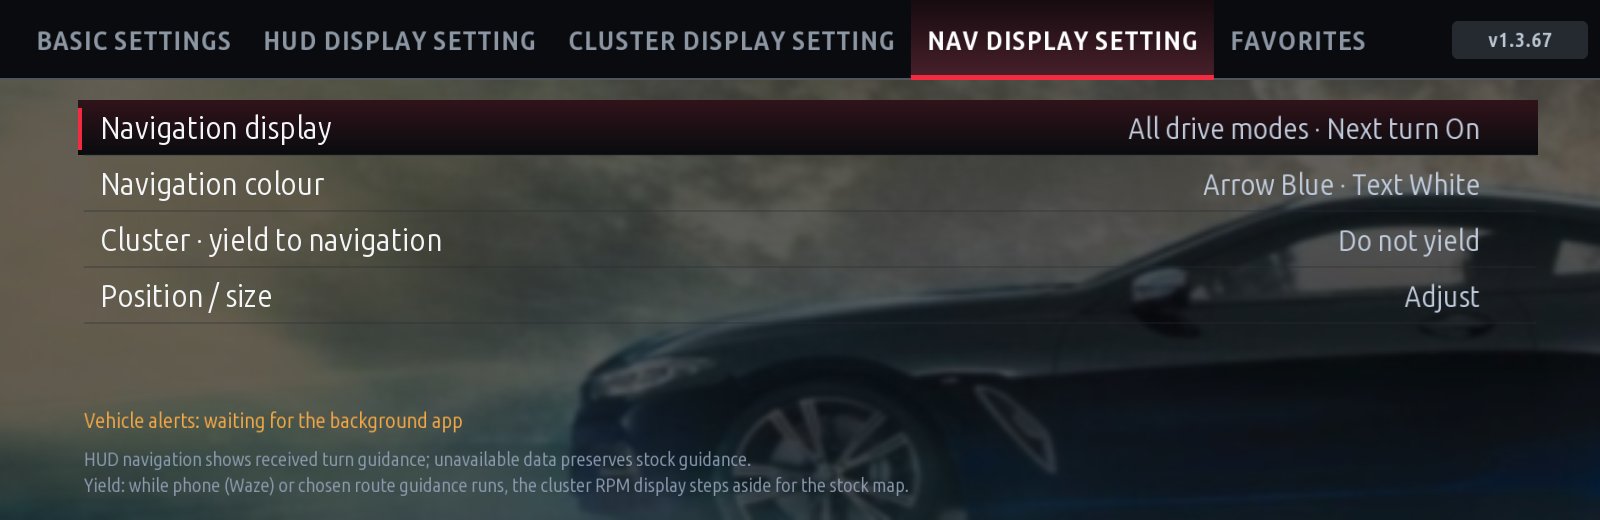 BASIC SETTINGS HUD DISPLAY SETTING CLUSTER DISPLAY SETTING NAV DISPLAY SETTING FAVORITES v1.3.67
Navigation display All drive modes · Next turn On
Navigation colour Arrow Blue · Text White
Cluster · yield to navigation Do not yield
Position / size Adjust
Vehicle alerts: waiting for the background app
HUD navigation shows received turn guidance; unavailable data preserves stock guidance.
Yield: while phone (Waze) or chosen route guidance runs, the cluster RPM display steps aside for the stock map.